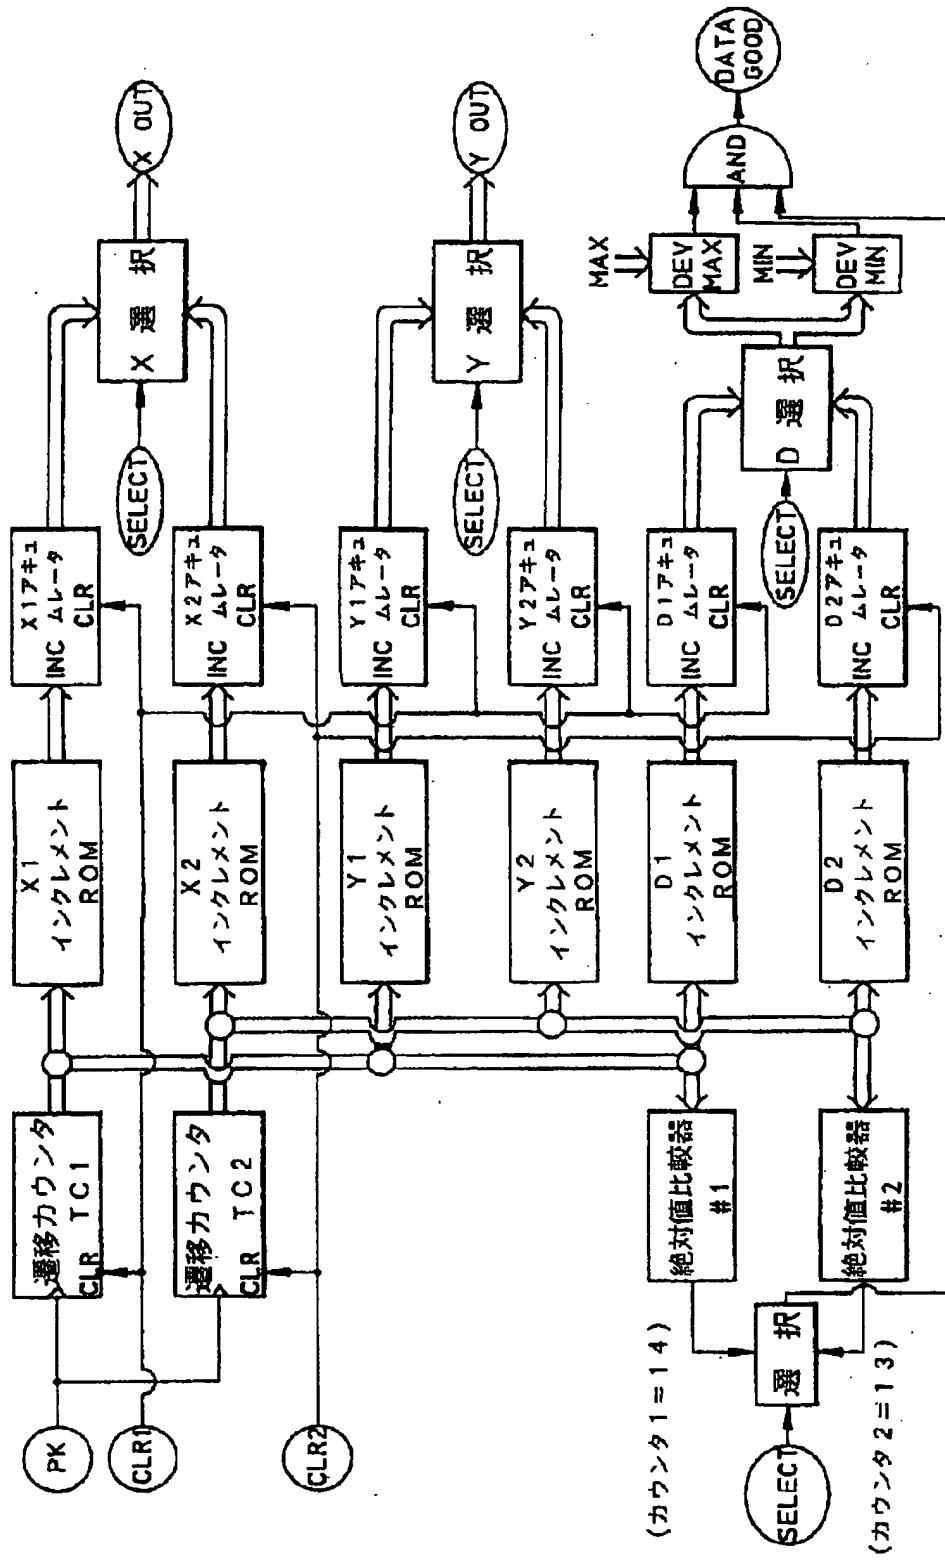 PK
CLR1
CLR2
遷移カウンタ
TC1
CLR
遷移カウンタ
TC2
CLR
X1
インクレメント
ROM
X2
インクレメント
ROM
Y1
インクレメント
ROM
Y2
インクレメント
ROM
D1
インクレメント
ROM
D2
インクレメント
ROM
X1アキュ
INC ムレータ
CLR
X2アキュ
INC ムレータ
CLR
Y1アキュ
INC ムレータ
CLR
Y2アキュ
INC ムレータ
CLR
D1アキュ
INC ムレータ
CLR
D2アキュ
INC ムレータ
CLR
SELECT
X 選択
X OUT
SELECT
Y 選択
Y OUT
SELECT
D 選択
MAX
DEV
MAX
MIN
DEV
MIN
AND
DATA
GOOD
絶対値比較器
#1
絶対値比較器
#2
(カウンタ1=14)
選択
SELECT
(カウンタ2=13)